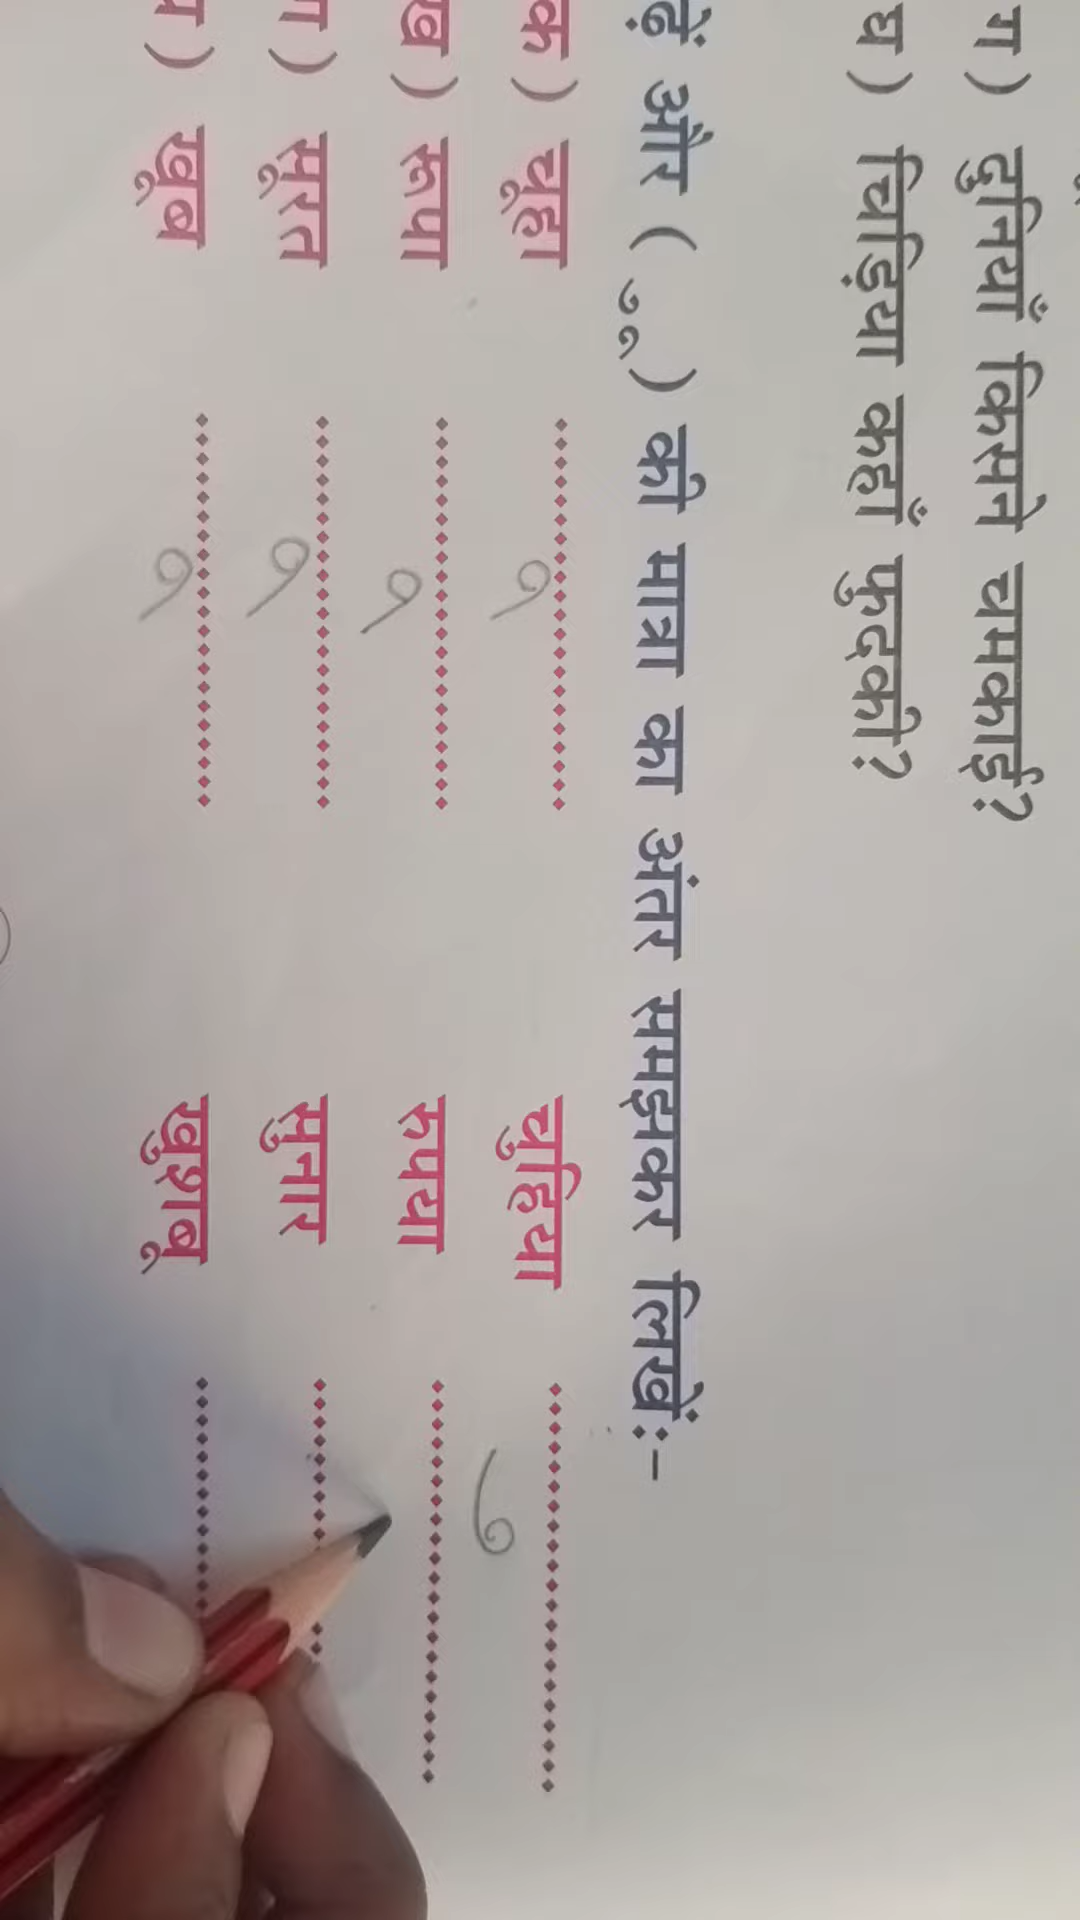 ग) दुनियाँ किसने चमकाई?
घ) चिड़िया कहाँ फुदकी?
ढ़ें और ( ु ू ) की मात्रा का अंतर समझकर लिखें:-
क) चूहा ........ ू ........ चुहिया ........ ु ........
ख) रूपा ........ ू ........ रुपया ........
ग) सूरत ........ ू ........ सुनार ........
घ) खूब ........ ू ........ खुशबू ........